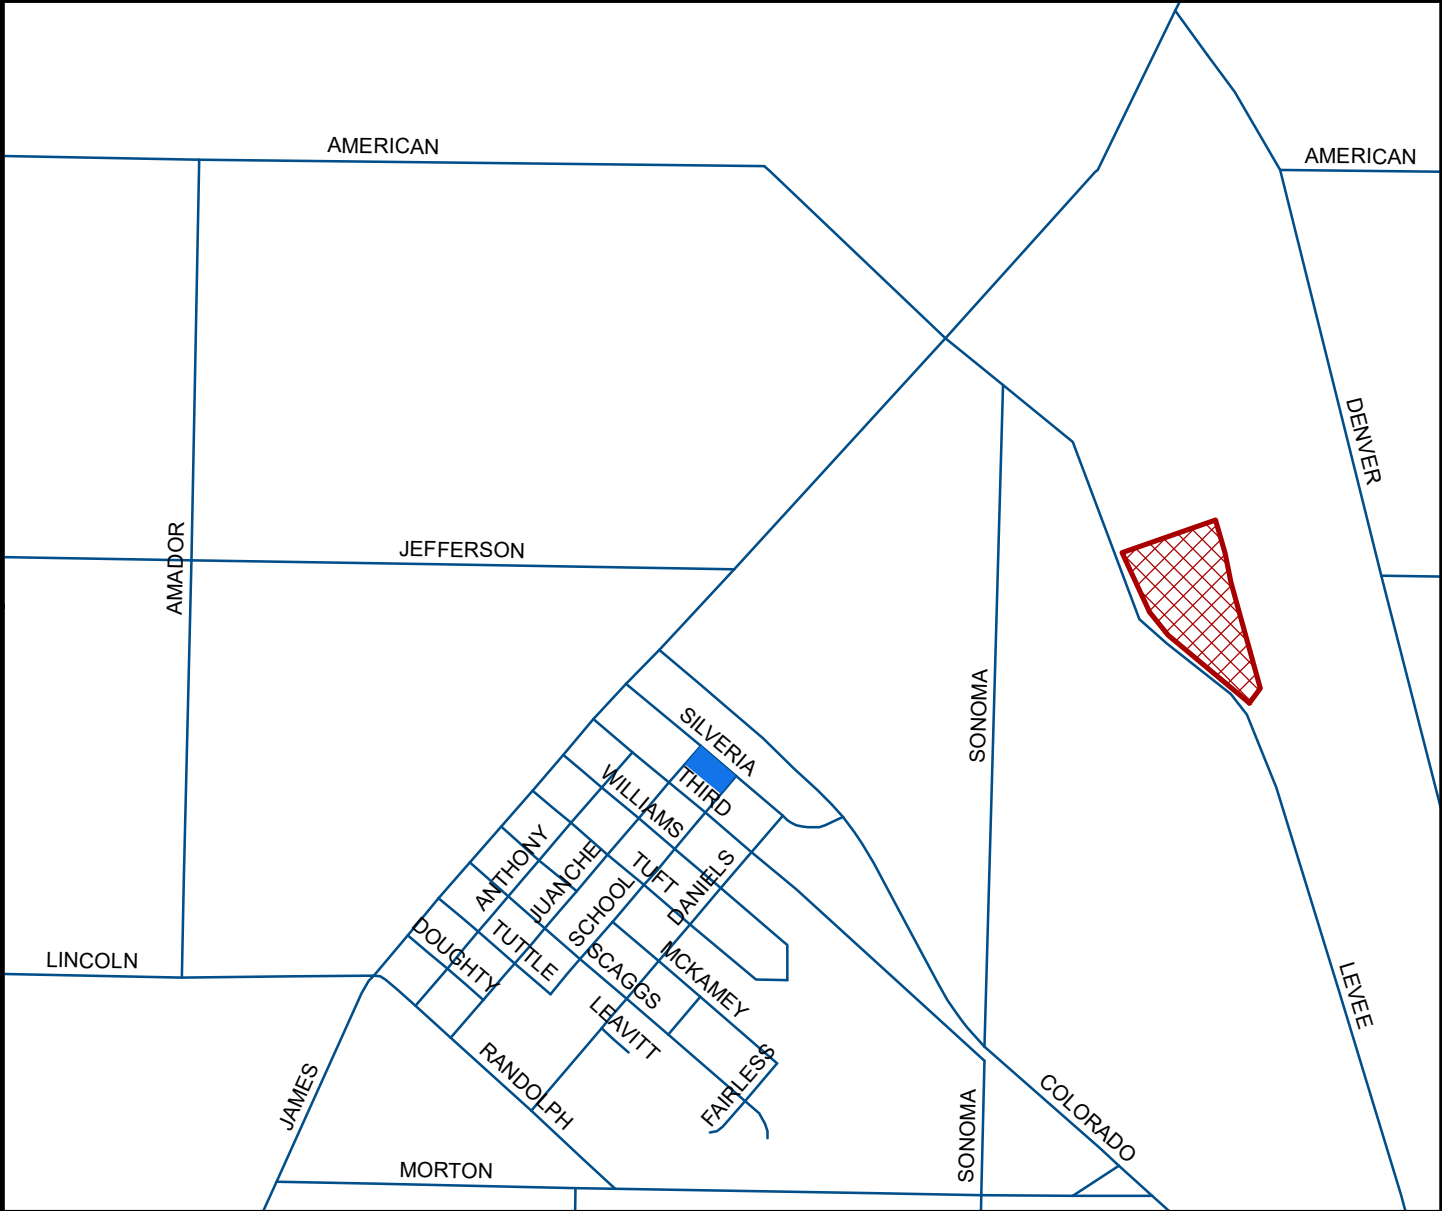 AMERICAN
AMERICAN
DENVER
AMADOR
JEFFERSON
SONOMA
SILVERIA
THIRD
WILLIAMS
ANTHONY
JUANCHE
TUFT
DANIELS
SCHOOL
DOUGHTY
TUTTLE
SCAGGS
MCKAMEY
LINCOLN
LEVEE
LEAVITT
RANDOLPH
FAIRLESS
JAMES
COLORADO
SONOMA
MORTON